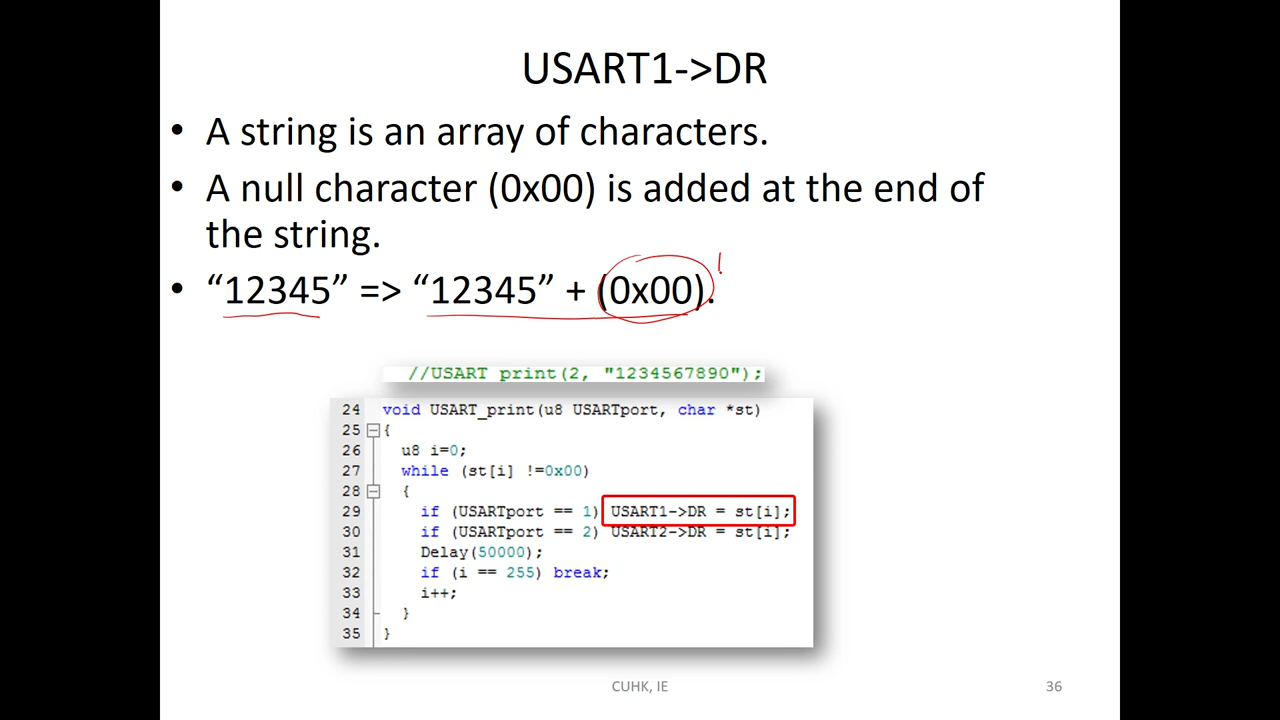 USART1->DR
• A string is an array of characters.
• A null character (0x00) is added at the end of
the string.
• “12345” => “12345” + (0x00).
//USART print(2, "1234567890");
24 void USART_print(u8 USARTport, char *st)
25 {
26 u8 i=0;
27 while (st[i] !=0x00)
28 {
29 if (USARTport == 1) USART1->DR = st[i];
30 if (USARTport == 2) USART2->DR = st[i];
31 Delay(50000);
32 if (i == 255) break;
33 i++;
34 }
35 }
CUHK, IE
36